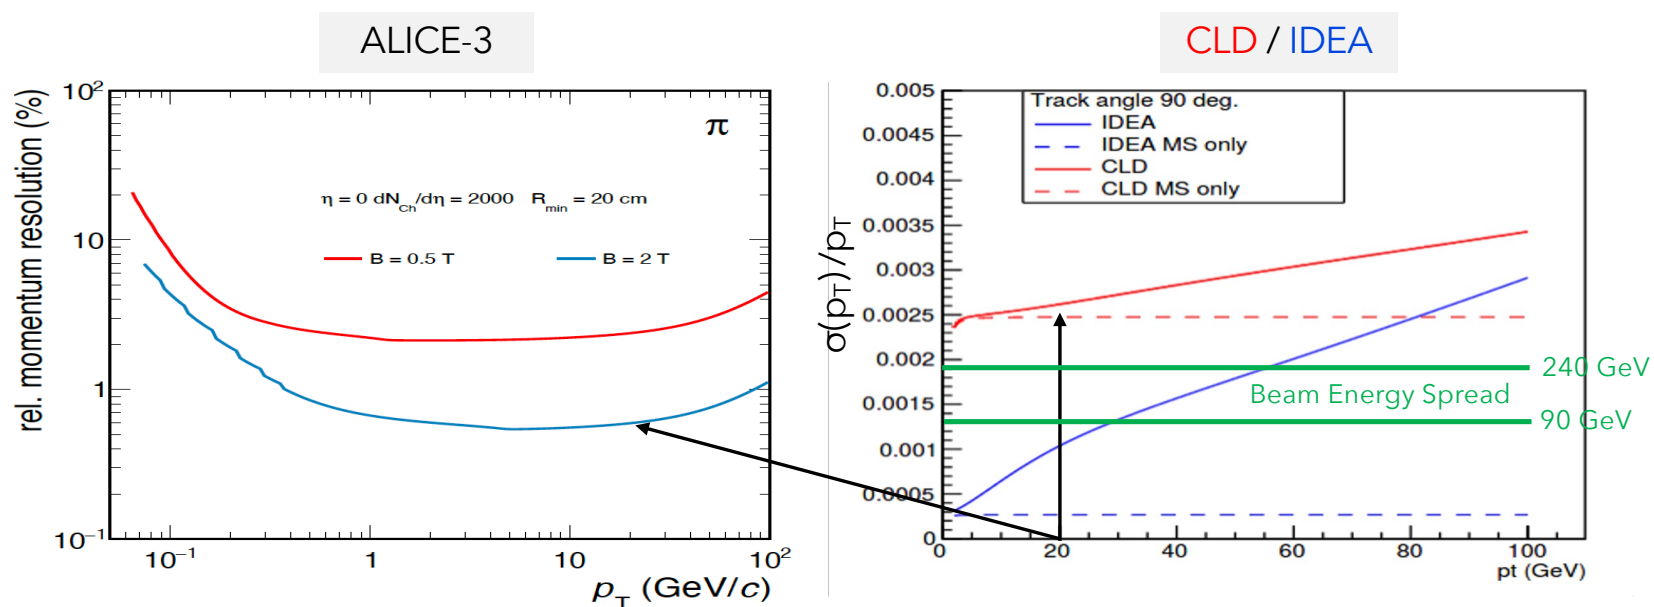 ALICE-3
CLD / IDEA
rel. momentum resolution (%)
10²
10
1
10⁻¹
π
η = 0 dN_Ch/dη = 2000 R_min = 20 cm
B = 0.5 T
B = 2 T
10⁻¹
1
10
10²
p_T (GeV/c)
σ(p_T)/p_T
0.005
0.0045
0.004
0.0035
0.003
0.0025
0.002
0.0015
0.001
0.0005
0
Track angle 90 deg.
IDEA
IDEA MS only
CLD
CLD MS only
240 GeV
Beam Energy Spread
90 GeV
0
20
40
60
80
100
pt (GeV)